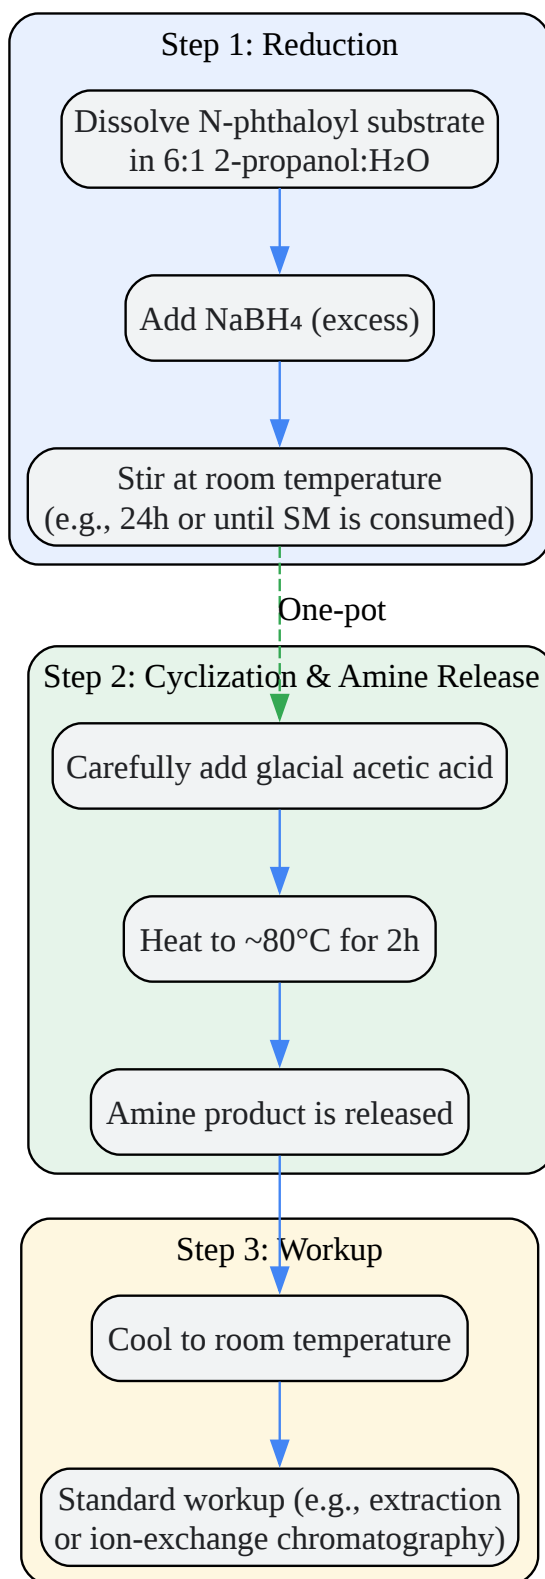 Step 1: Reduction
Dissolve N-phthaloyl substrate
in 6:1 2-propanol:H₂O
Add NaBH₄ (excess)
Stir at room temperature
(e.g., 24h or until SM is consumed)
One-pot
Step 2: Cyclization & Amine Release
Carefully add glacial acetic acid
Heat to ~80°C for 2h
Amine product is released
Step 3: Workup
Cool to room temperature
Standard workup (e.g., extraction
or ion-exchange chromatography)